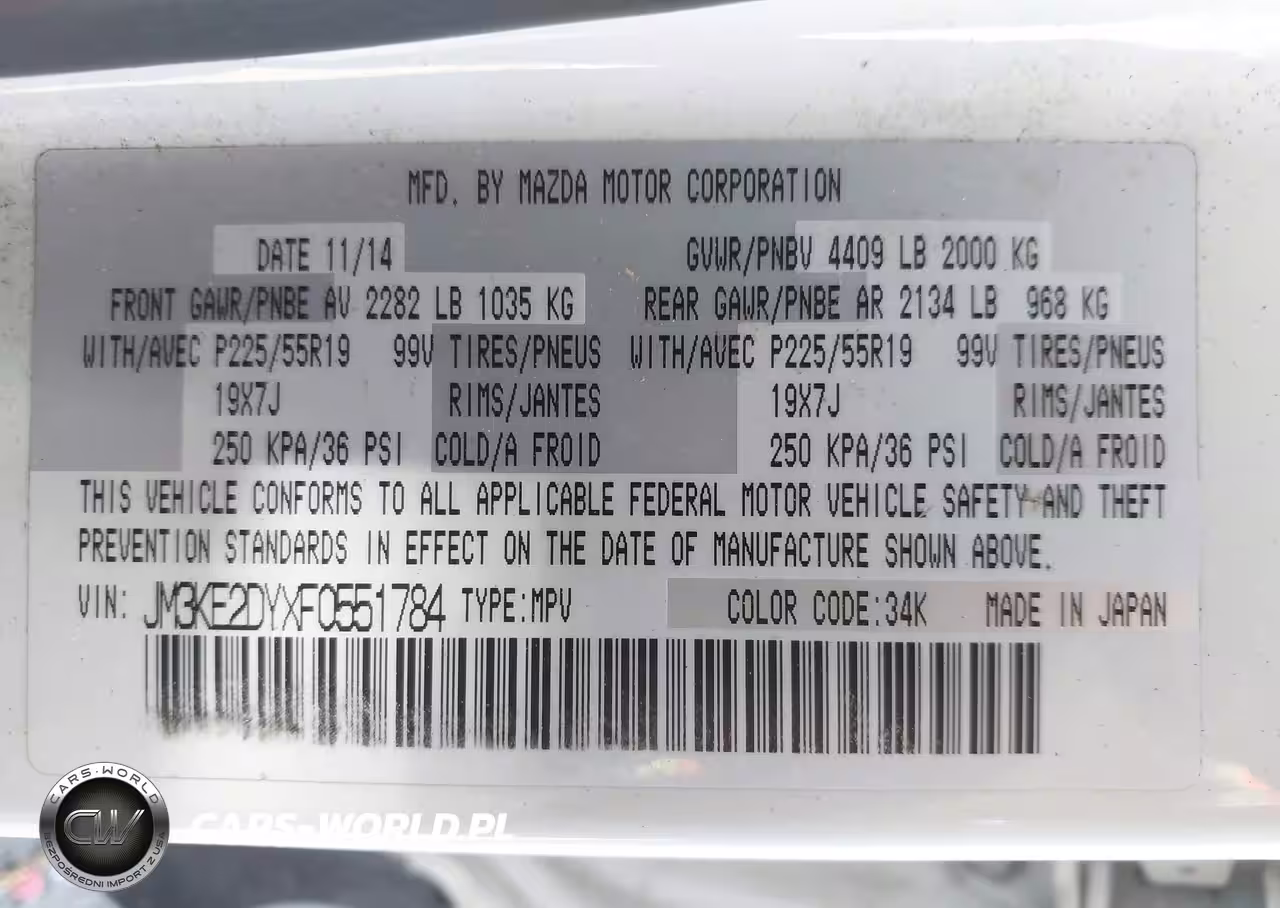 MFD. BY MAZDA MOTOR CORPORATION
DATE 11/14 GVWR/PNBV 4409 LB 2000 KG
FRONT GAWR/PNBE AV 2282 LB 1035 KG REAR GAWR/PNBE AR 2134 LB 968 KG
WITH/AVEC P225/55R19 99V TIRES/PNEUS WITH/AVEC P225/55R19 99V TIRES/PNEUS
19X7J RIMS/JANTES 19X7J RIMS/JANTES
250 KPA/36 PSI COLD/A FROID 250 KPA/36 PSI COLD/A FROID
THIS VEHICLE CONFORMS TO ALL APPLICABLE FEDERAL MOTOR VEHICLE SAFETY AND THEFT
PREVENTION STANDARDS IN EFFECT ON THE DATE OF MANUFACTURE SHOWN ABOVE.
VIN: JM3KE2DYXF0551784 TYPE:MPV COLOR CODE:34K MADE IN JAPAN
CARS-WORLD
CW
BEZPOŚREDNI IMPORT Z USA
CARS-WORLD.PL